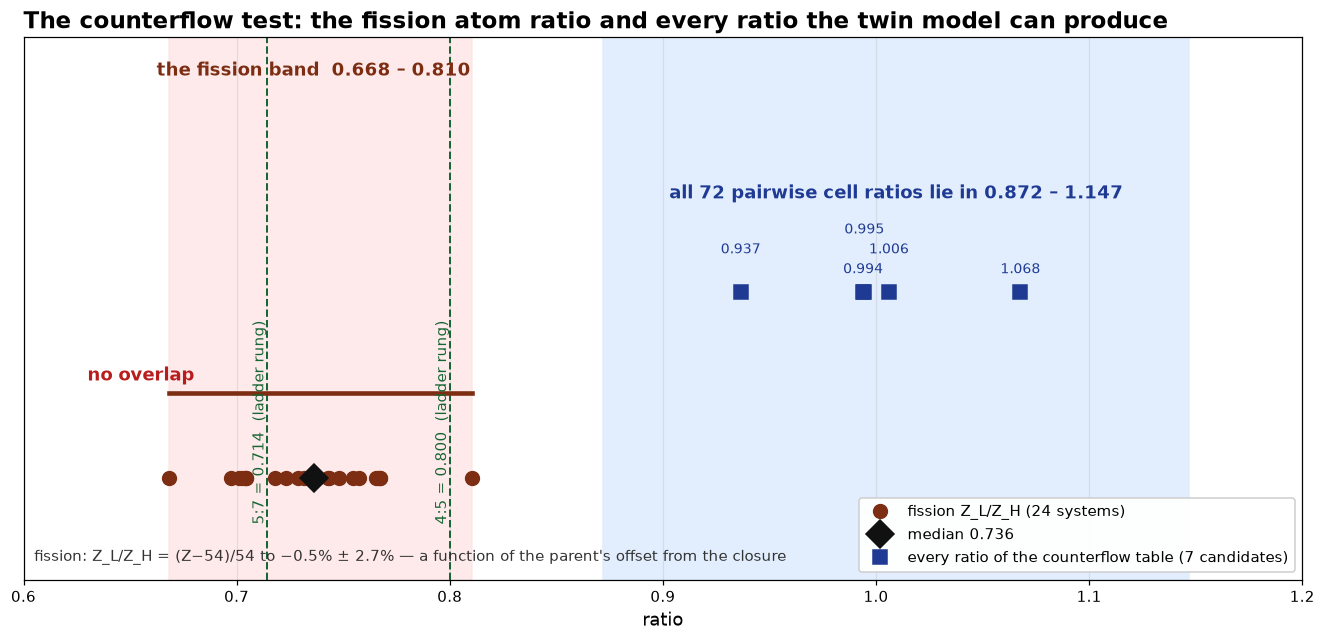 The counterflow test: the fission atom ratio and every ratio the twin model can produce
the fission band  0.668 – 0.810
all 72 pairwise cell ratios lie in 0.872 – 1.147
0.995
0.937
1.006
0.994
1.068
no overlap
5:7 = 0.714  (ladder rung)
4:5 = 0.800  (ladder rung)
fission Z_L/Z_H (24 systems)
median 0.736
every ratio of the counterflow table (7 candidates)
fission: Z_L/Z_H = (Z−54)/54 to −0.5% ± 2.7% — a function of the parent's offset from the closure
0.6
0.7
0.8
0.9
1.0
1.1
1.2
ratio